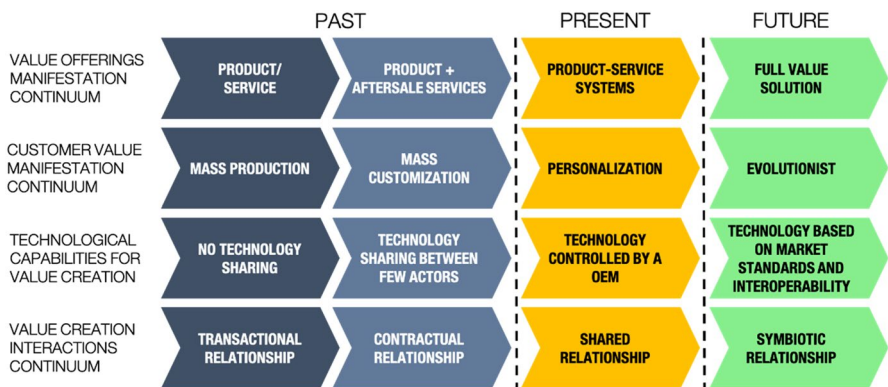 PAST
PRESENT
FUTURE
VALUE OFFERINGS
MANIFESTATION
CONTINUUM
PRODUCT/
SERVICE
PRODUCT +
AFTERSALE SERVICES
PRODUCT-SERVICE
SYSTEMS
FULL VALUE
SOLUTION
CUSTOMER VALUE
MANIFESTATION
CONTINUUM
MASS PRODUCTION
MASS
CUSTOMIZATION
PERSONALIZATION
EVOLUTIONIST
TECHNOLOGICAL
CAPABILITIES FOR
VALUE CREATION
NO TECHNOLOGY
SHARING
TECHNOLOGY
SHARING BETWEEN
FEW ACTORS
TECHNOLOGY
CONTROLLED BY A
OEM
TECHNOLOGY BASED
ON MARKET
STANDARDS AND
INTEROPERABILITY
VALUE CREATION
INTERACTIONS
CONTINUUM
TRANSACTIONAL
RELATIONSHIP
CONTRACTUAL
RELATIONSHIP
SHARED
RELATIONSHIP
SYMBIOTIC
RELATIONSHIP